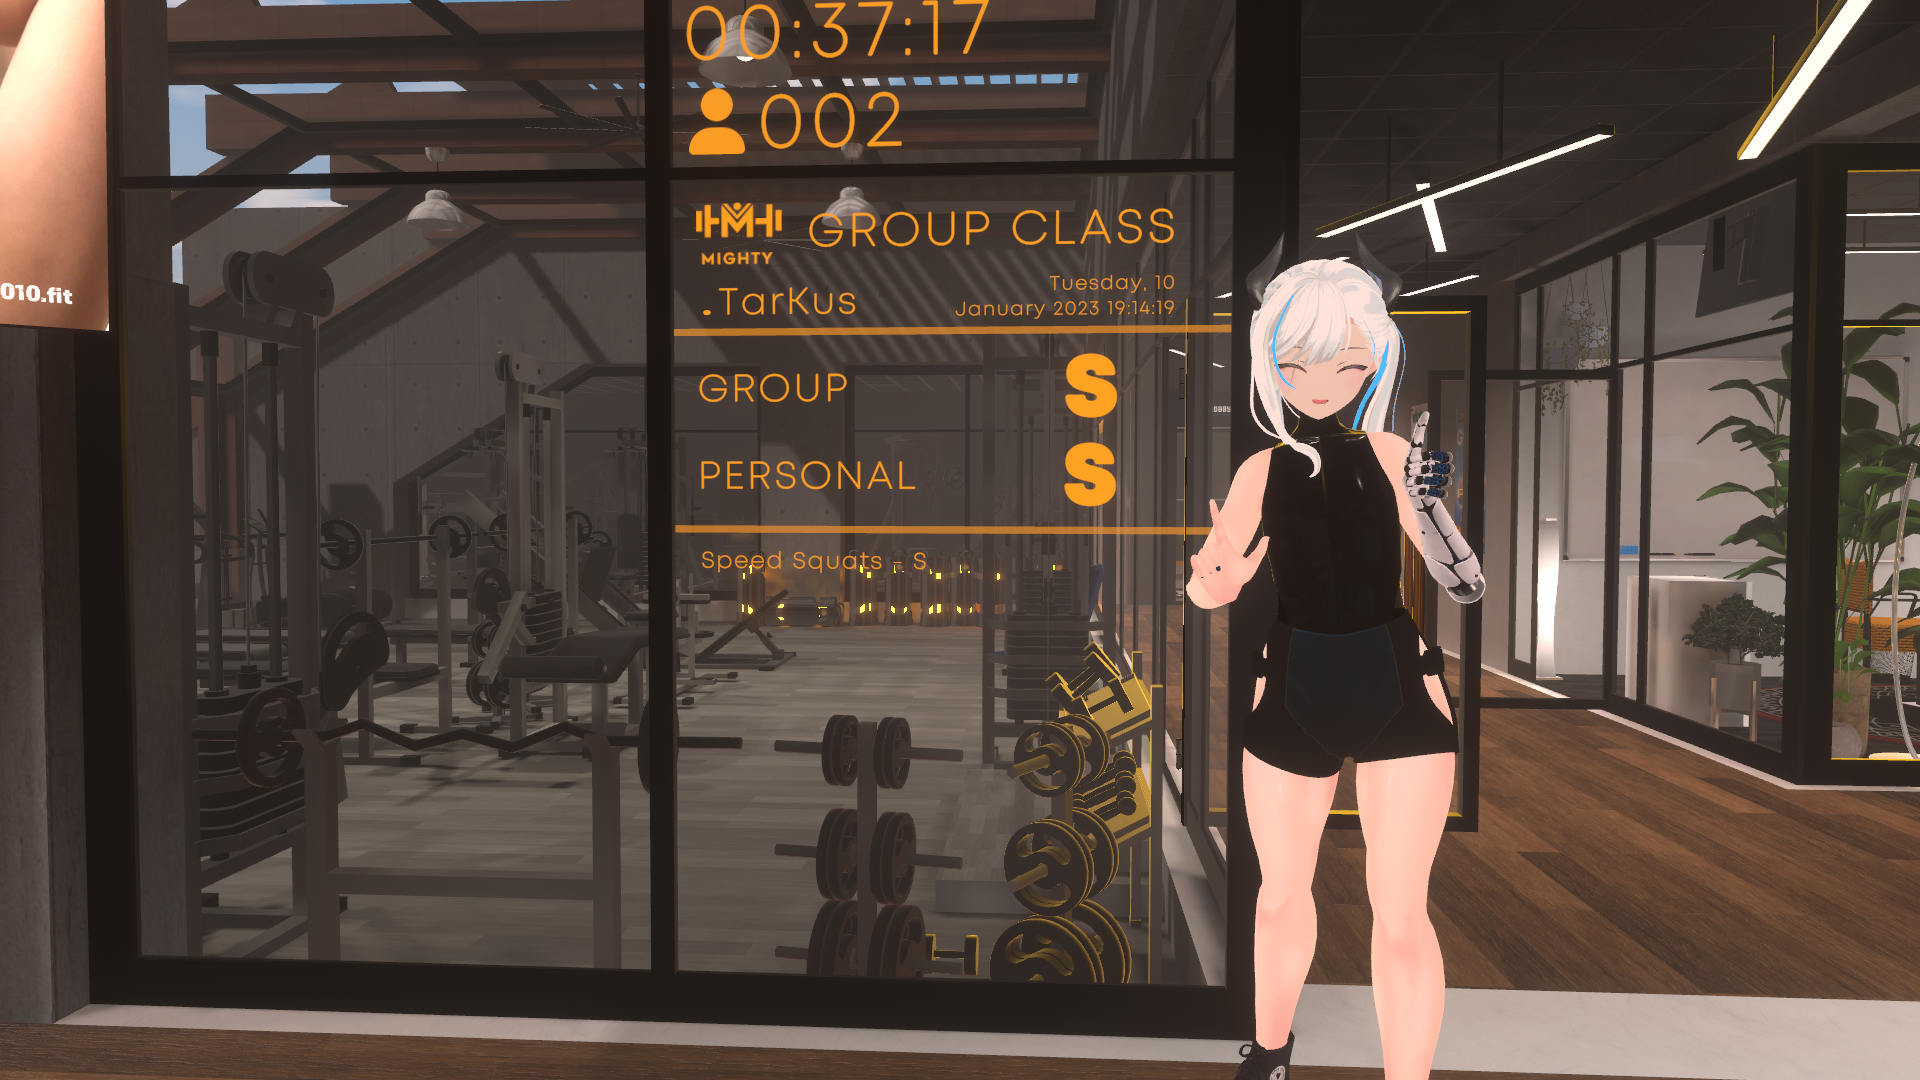 00:37:17
002
MIGHTY
GROUP CLASS
.TarKus
Tuesday, 10
January 2023 19:14:19
GROUP S
PERSONAL S
Speed Squats - S
010.fit